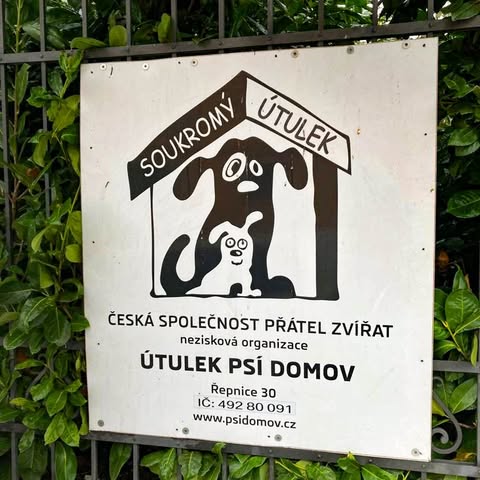 SOUKROMÝ ÚTULEK
ČESKÁ SPOLEČNOST PŘÁTEL ZVÍŘAT
nezisková organizace
ÚTULEK PSÍ DOMOV
Řepnice 30
IČ: 492 80 091
www.psidomov.cz